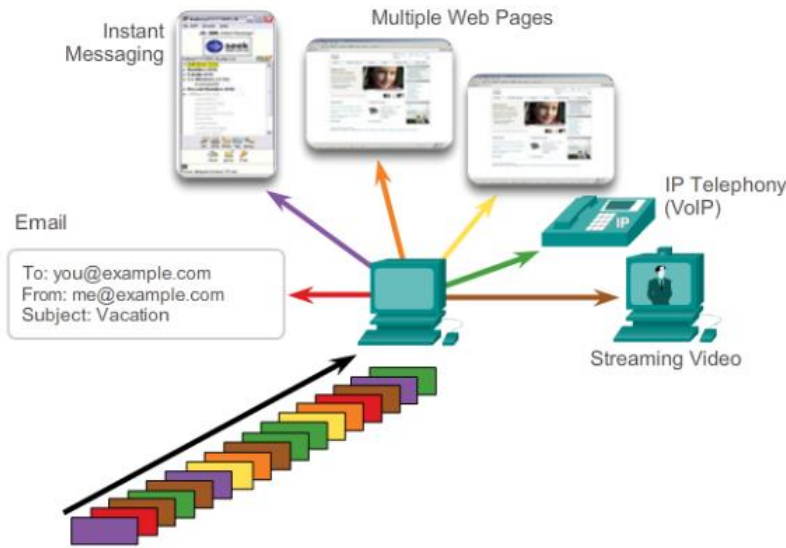 Instant
Messaging
Multiple Web Pages
seek
IP Telephony
(VoIP)
IP
Email
To: you@example.com
From: me@example.com
Subject: Vacation
Streaming Video